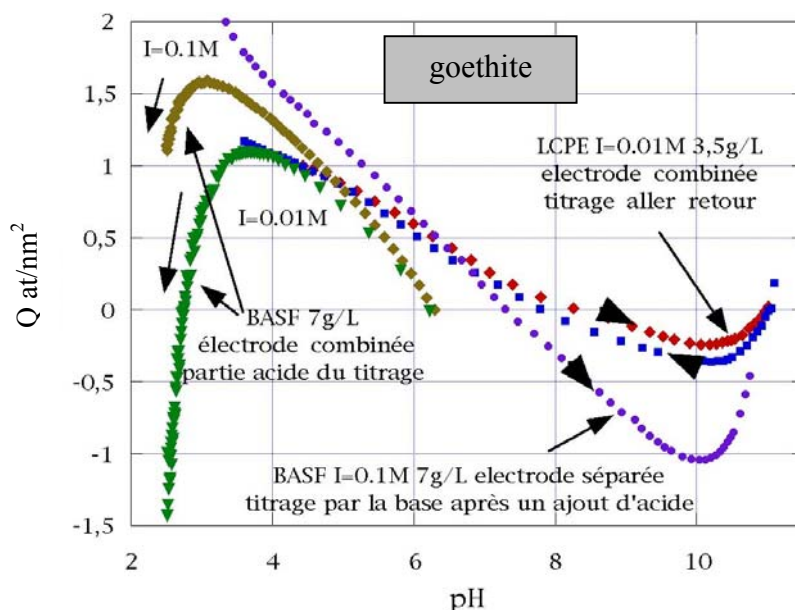 goethite
I=0.1M
LCPE I=0.01M 3,5g/L
electrode combinée
titrage aller retour
I=0.01M
BASF 7g/L
électrode combinée
partie acide du titrage
BASF I=0.1M 7g/L electrode séparée
titrage par la base après un ajout d'acide
Q at/nm²
2
1,5
1
0,5
0
-0,5
-1
-1,5
2
4
6
8
10
pH